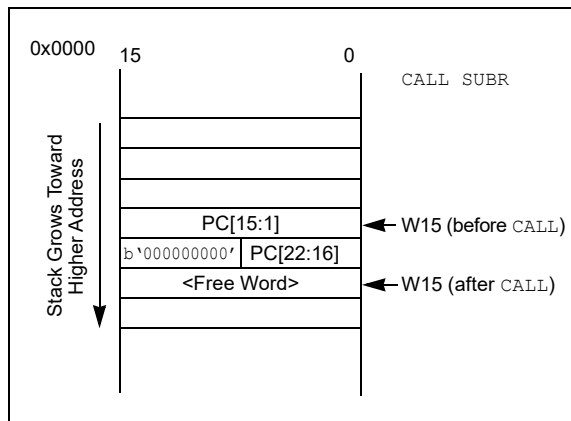 0x0000
15 0
CALL SUBR
Stack Grows Toward
Higher Address
PC[15:1]
W15 (before CALL)
b‘000000000’ PC[22:16]
<Free Word>
W15 (after CALL)